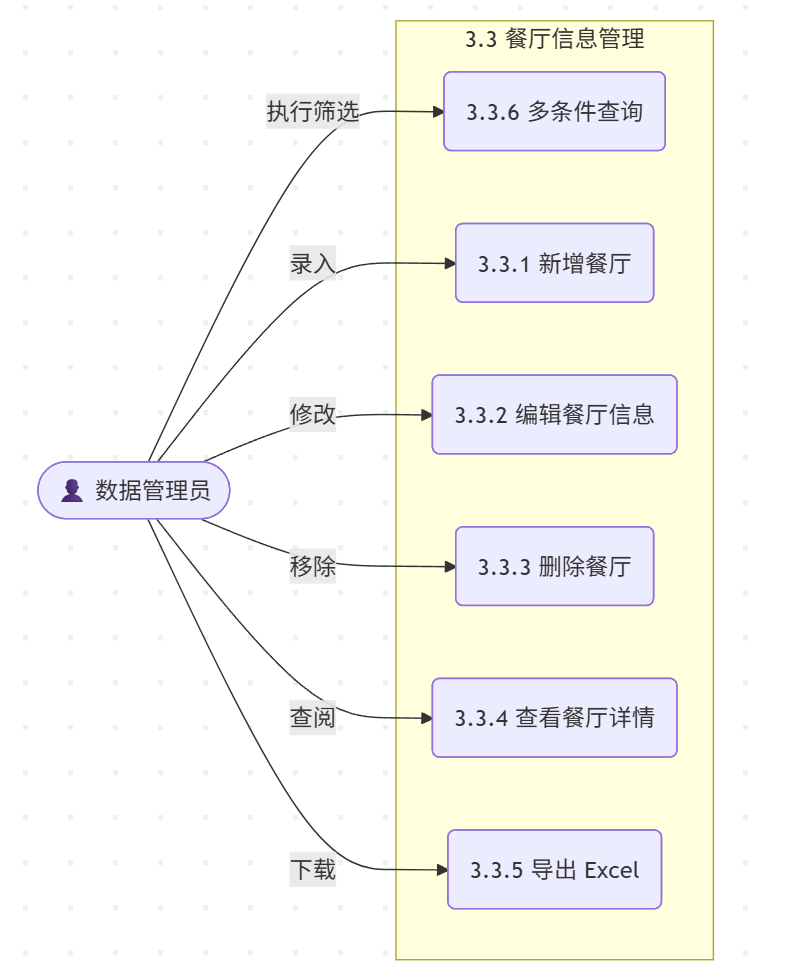 3.3 餐厅信息管理
执行筛选
3.3.6 多条件查询
录入
3.3.1 新增餐厅
修改
3.3.2 编辑餐厅信息
数据管理员
移除
3.3.3 删除餐厅
查阅
3.3.4 查看餐厅详情
下载
3.3.5 导出 Excel